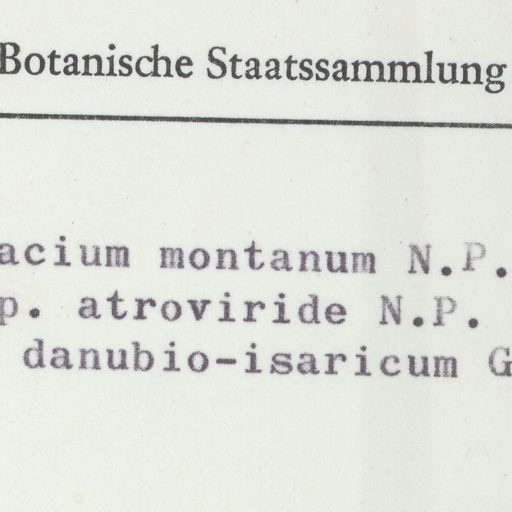 Botanische Staatssammlung
acium montanum N.P.
p. atroviride N.P.
danubio-isaricum G